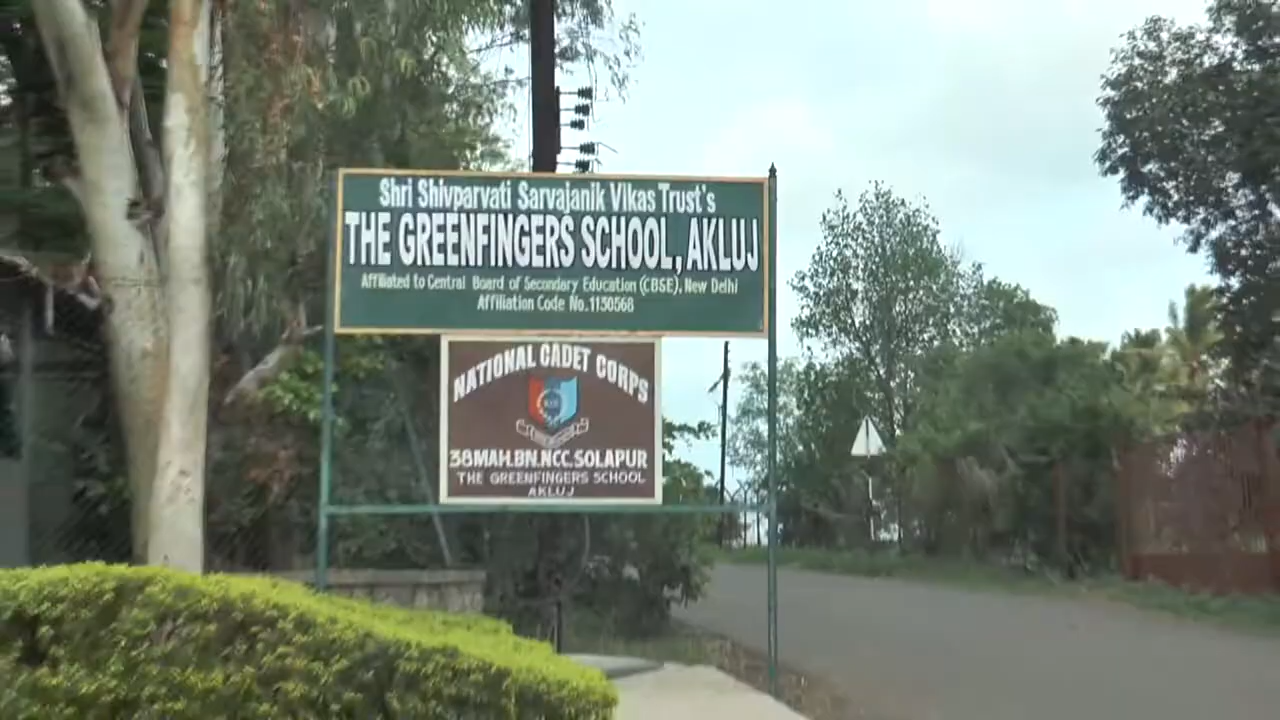 Shri Shivparvati Sarvajanik Vikas Trust's
THE GREENFINGERS SCHOOL, AKLUJ
Affiliated to Central Board of Secondary Education (CBSE), New Delhi
Affiliation Code No.1130568
NATIONAL CADET CORPS
38MAH.BN.NCC.SOLAPUR
THE GREENFINGERS SCHOOL
AKLUJ